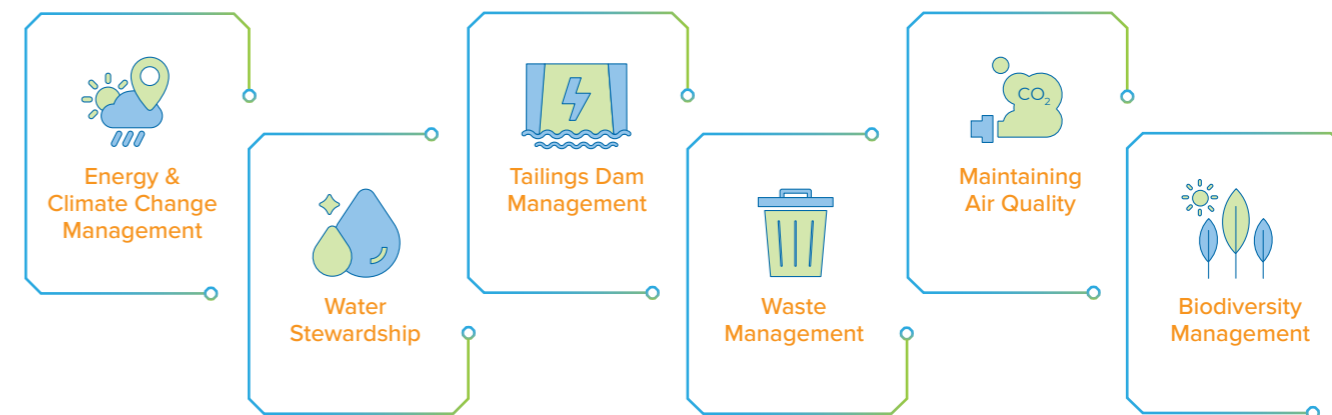 Energy &
Climate Change
Management
Water
Stewardship
Tailings Dam
Management
Waste
Management
CO₂
Maintaining
Air Quality
Biodiversity
Management